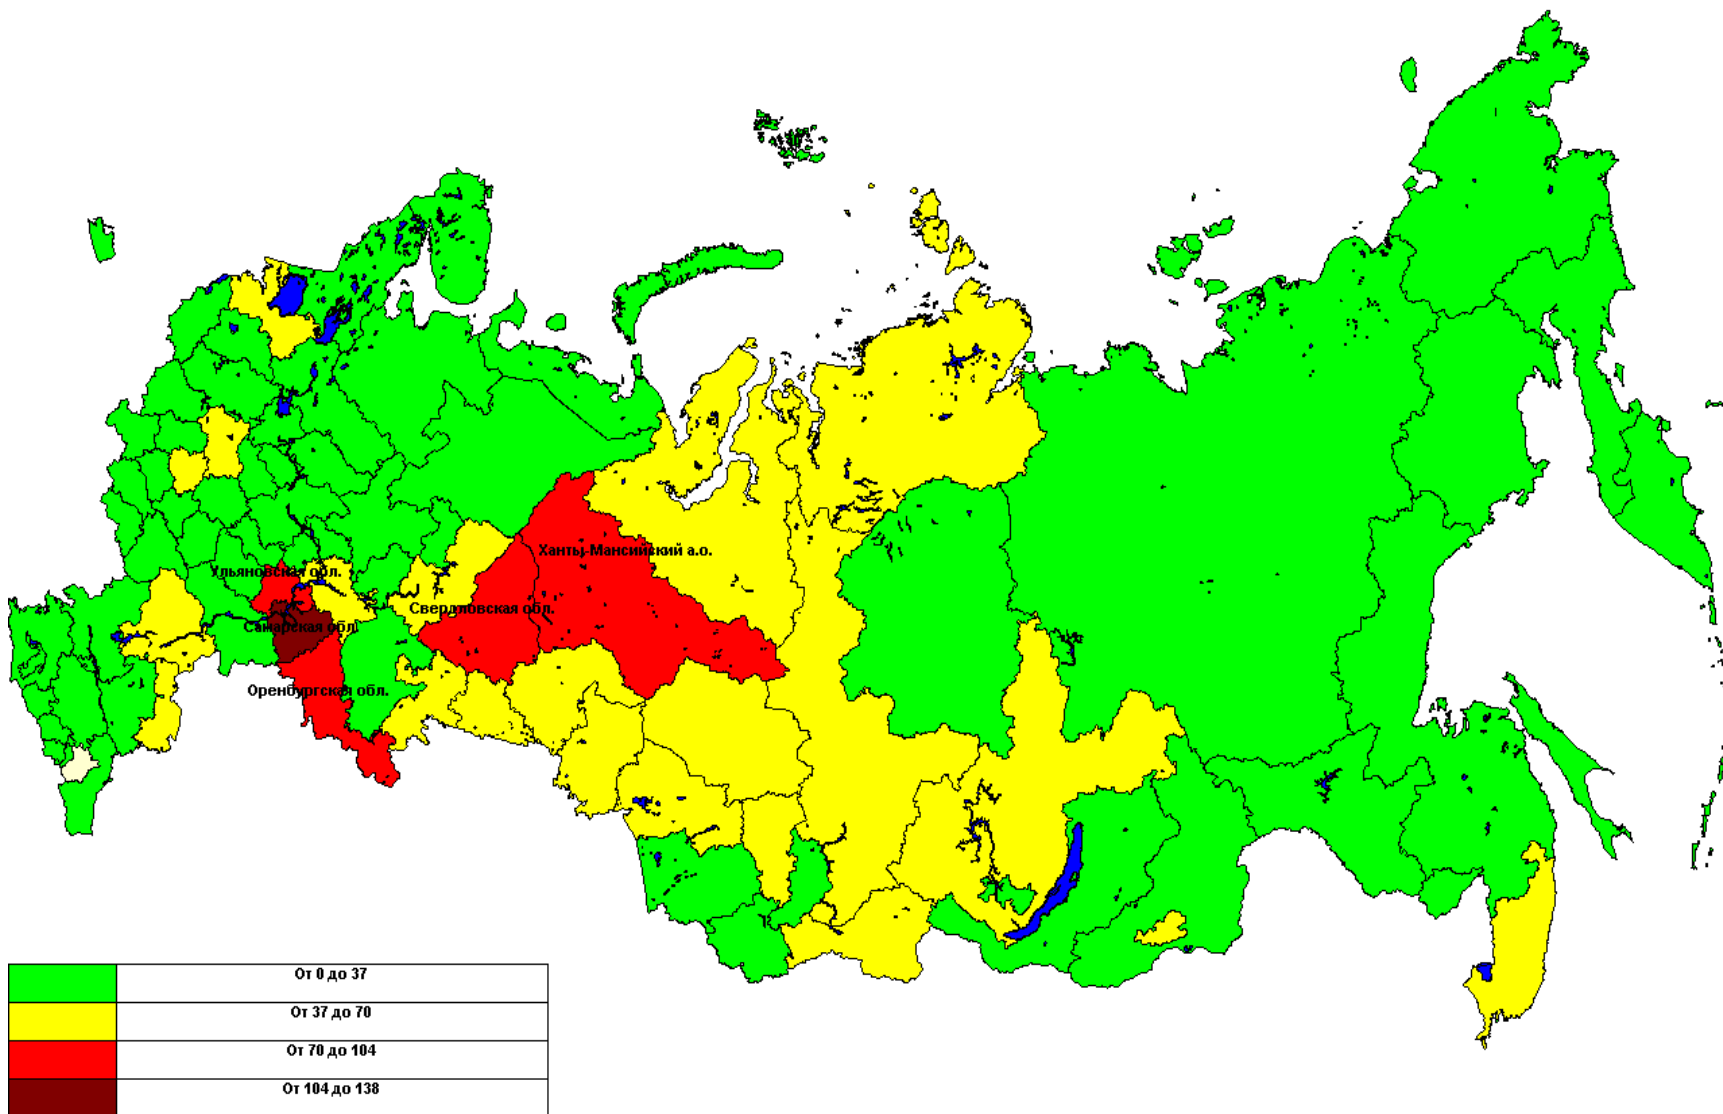 Ханты-Мансийский а.о.
Ульяновская обл.
Свердловская обл.
Самарская обл.
Оренбургская обл.
От 0 до 37
От 37 до 70
От 70 до 104
От 104 до 138